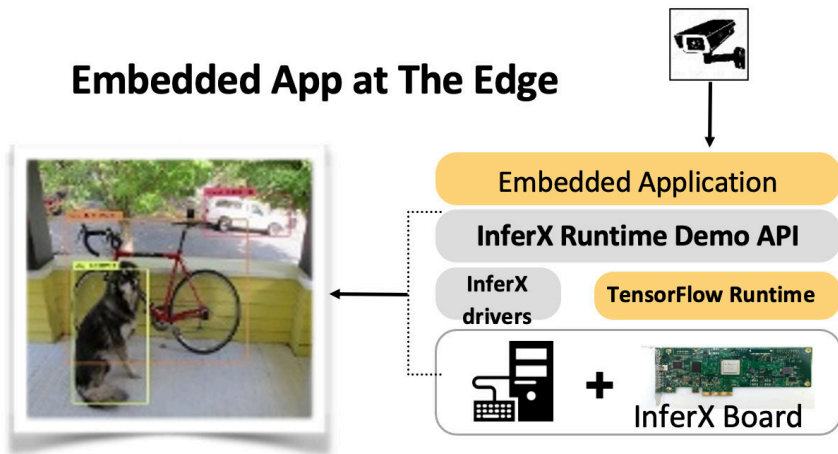 Embedded App at The Edge
Embedded Application
InferX Runtime Demo API
InferX
drivers
TensorFlow Runtime
+
InferX Board